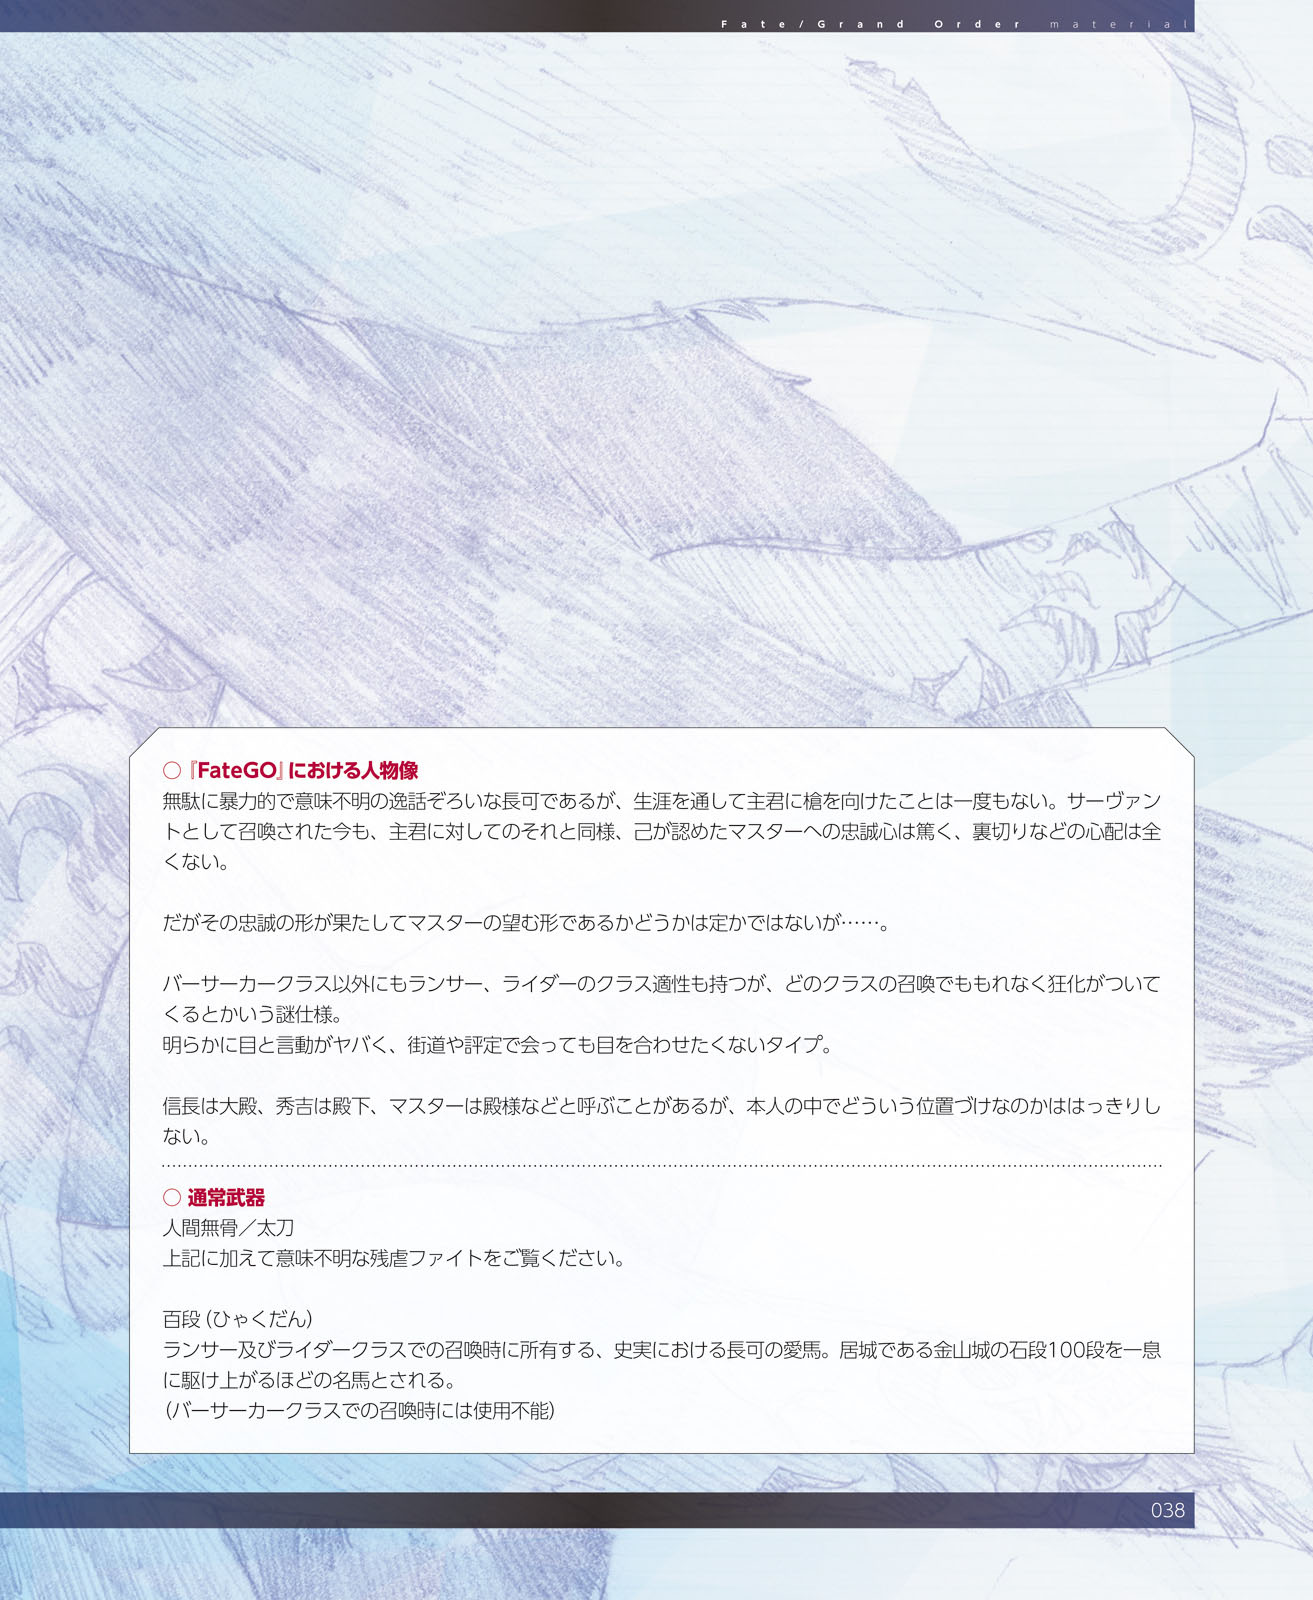 Fate/Grand Order material
○『FateGO』における人物像
無駄に暴力的で意味不明の逸話ぞろいな長可であるが、生涯を通して主君に槍を向けたことは一度もない。サーヴァン
トとして召喚された今も、主君に対してのそれと同様、己が認めたマスターへの忠誠心は篤く、裏切りなどの心配は全
くない。
だがその忠誠の形が果たしてマスターの望む形であるかどうかは定かではないが……。
バーサーカークラス以外にもランサー、ライダーのクラス適性も持つが、どのクラスの召喚でももれなく狂化がついて
くるとかいう謎仕様。
明らかに目と言動がヤバく、街道や評定で会っても目を合わせたくないタイプ。
信長は大殿、秀吉は殿下、マスターは殿様などと呼ぶことがあるが、本人の中でどういう位置づけなのかははっきりし
ない。
○ 通常武器
人間無骨／太刀
上記に加えて意味不明な残虐ファイトをご覧ください。
百段（ひゃくだん）
ランサー及びライダークラスでの召喚時に所有する、史実における長可の愛馬。居城である金山城の石段100段を一息
に駆け上がるほどの名馬とされる。
（バーサーカークラスでの召喚時には使用不能）
038